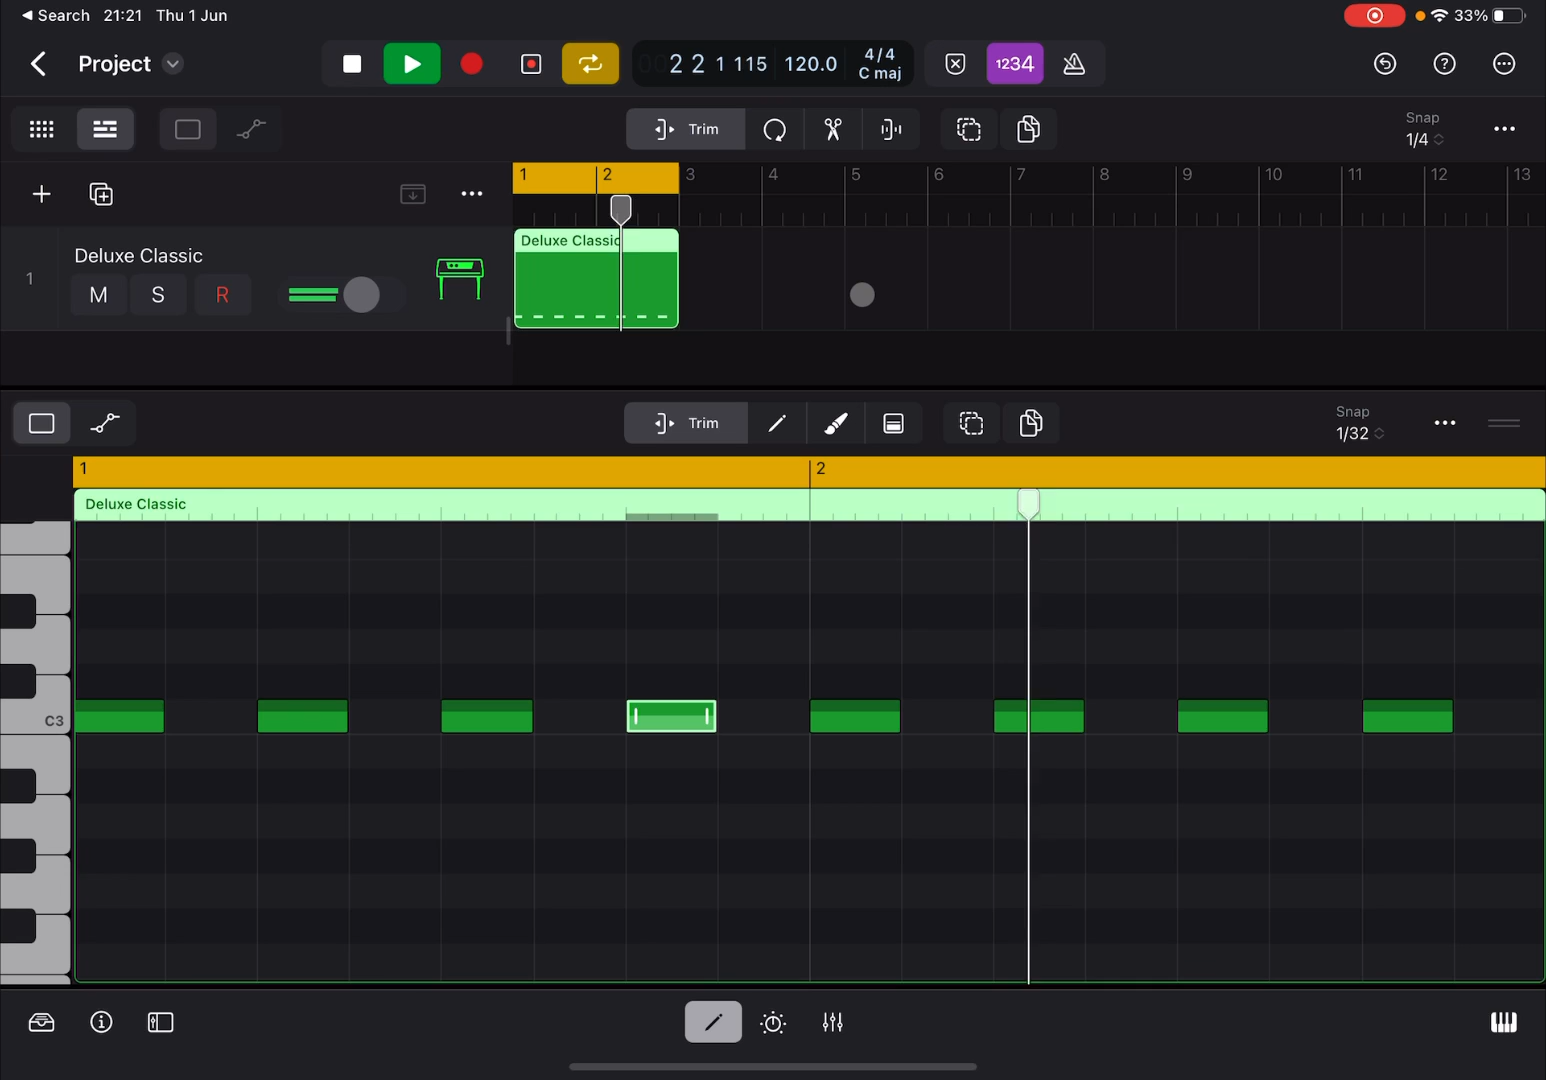 ◀ Search 21:21 Thu 1 Jun 33%
Project 00 2 2 1 115 120.0 4/4 C maj 1234
Trim Snap 1/4
1 2 3 4 5 6 7 8 9 10 11 12 13
Deluxe Classic
1 Deluxe Classic
M S R
Trim Snap 1/32
1 2
Deluxe Classic
C3